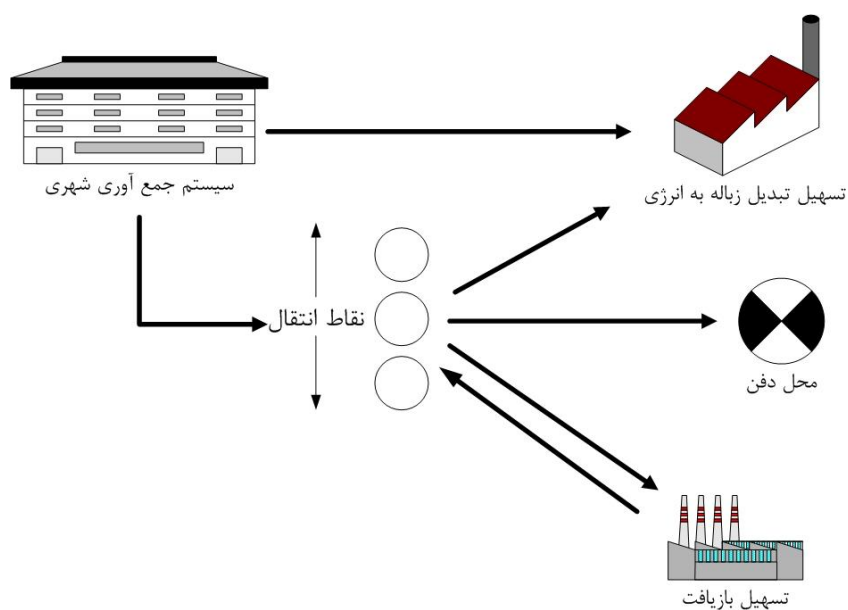 سیستم جمع آوری شهری
تسهیل تبدیل زباله به انرژی
نقاط انتقال
محل دفن
تسهیل بازیافت